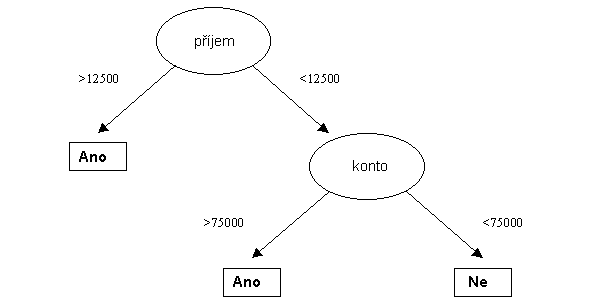 příjem
>12500
<12500
Ano
konto
>75000
<75000
Ano
Ne